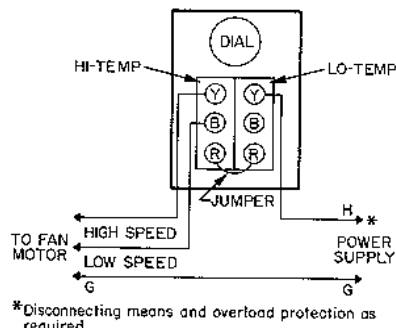 DIAL
HI-TEMP
LO-TEMP
Y Y
B B
R R
JUMPER
H *
HIGH SPEED
TO FAN MOTOR
POWER SUPPLY
LOW SPEED
G G
*Disconnecting means and overload protection as
required